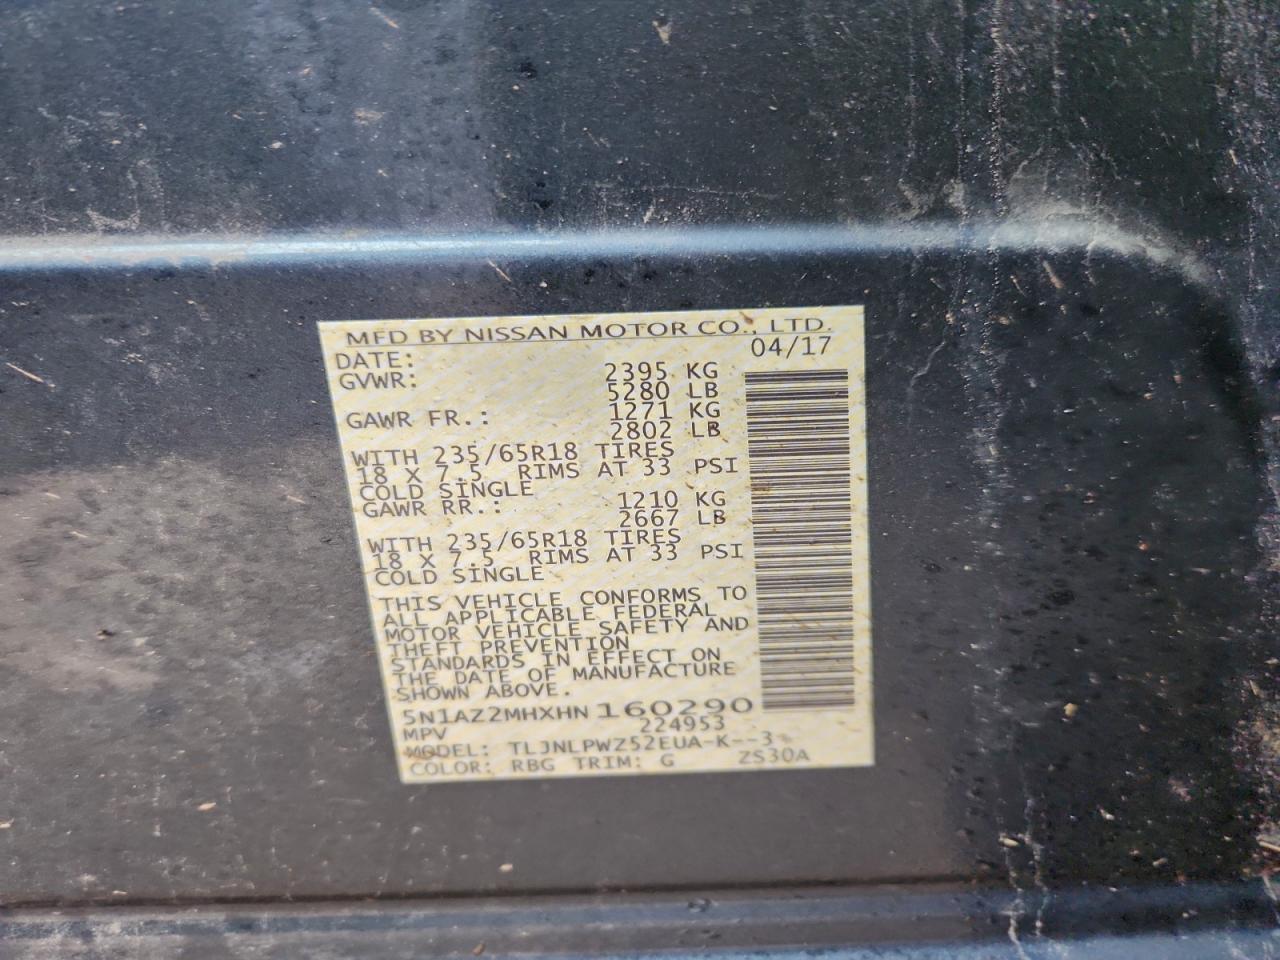 MFD BY NISSAN MOTOR CO., LTD.
DATE: 04/17
GVWR: 2395 KG
5280 LB
GAWR FR.: 1271 KG
2802 LB
WITH 235/65R18 TIRES
18 X 7.5 RIMS AT 33 PSI
COLD SINGLE
GAWR RR.: 1210 KG
2667 LB
WITH 235/65R18 TIRES
18 X 7.5 RIMS AT 33 PSI
COLD SINGLE
THIS VEHICLE CONFORMS TO
ALL APPLICABLE FEDERAL
MOTOR VEHICLE SAFETY AND
THEFT PREVENTION
STANDARDS IN EFFECT ON
THE DATE OF MANUFACTURE
SHOWN ABOVE.
5N1AZ2MHXHN160290
MPV 224953
MODEL: TLJNLPWZ52EUA-K--3
COLOR: RBG TRIM: G ZS30A